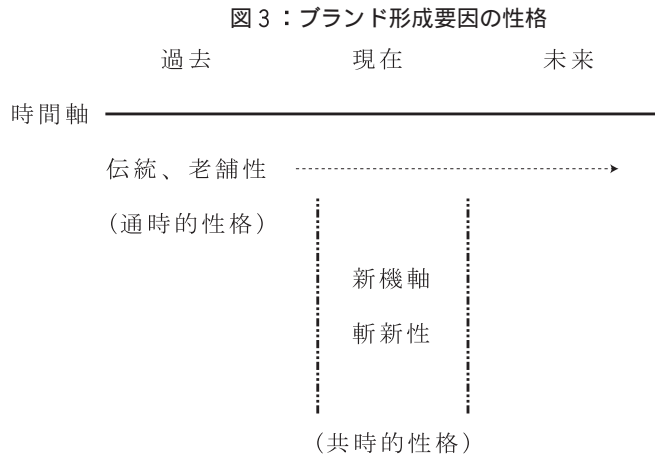 図３：ブランド形成要因の性格
過去 現在 未来
時間軸
伝統、老舗性
（通時的性格）
新機軸
斬新性
（共時的性格）